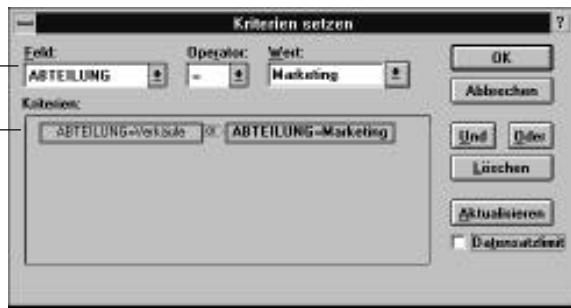 Kriterien setzen ?
Feld: Operator: Wert:
ABTEILUNG = Marketing
OK
Abbrechen
Kriterien:
ABTEILUNG=Verkäufe OR ABTEILUNG=Marketing
Und Oder
Löschen
Aktualisieren
Datensatzlimit